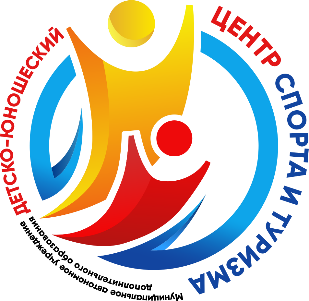 ДЕТСКО-ЮНОШЕСКИЙ
ЦЕНТР СПОРТА И ТУРИЗМА
Муниципальное автономное учреждение
дополнительного образования